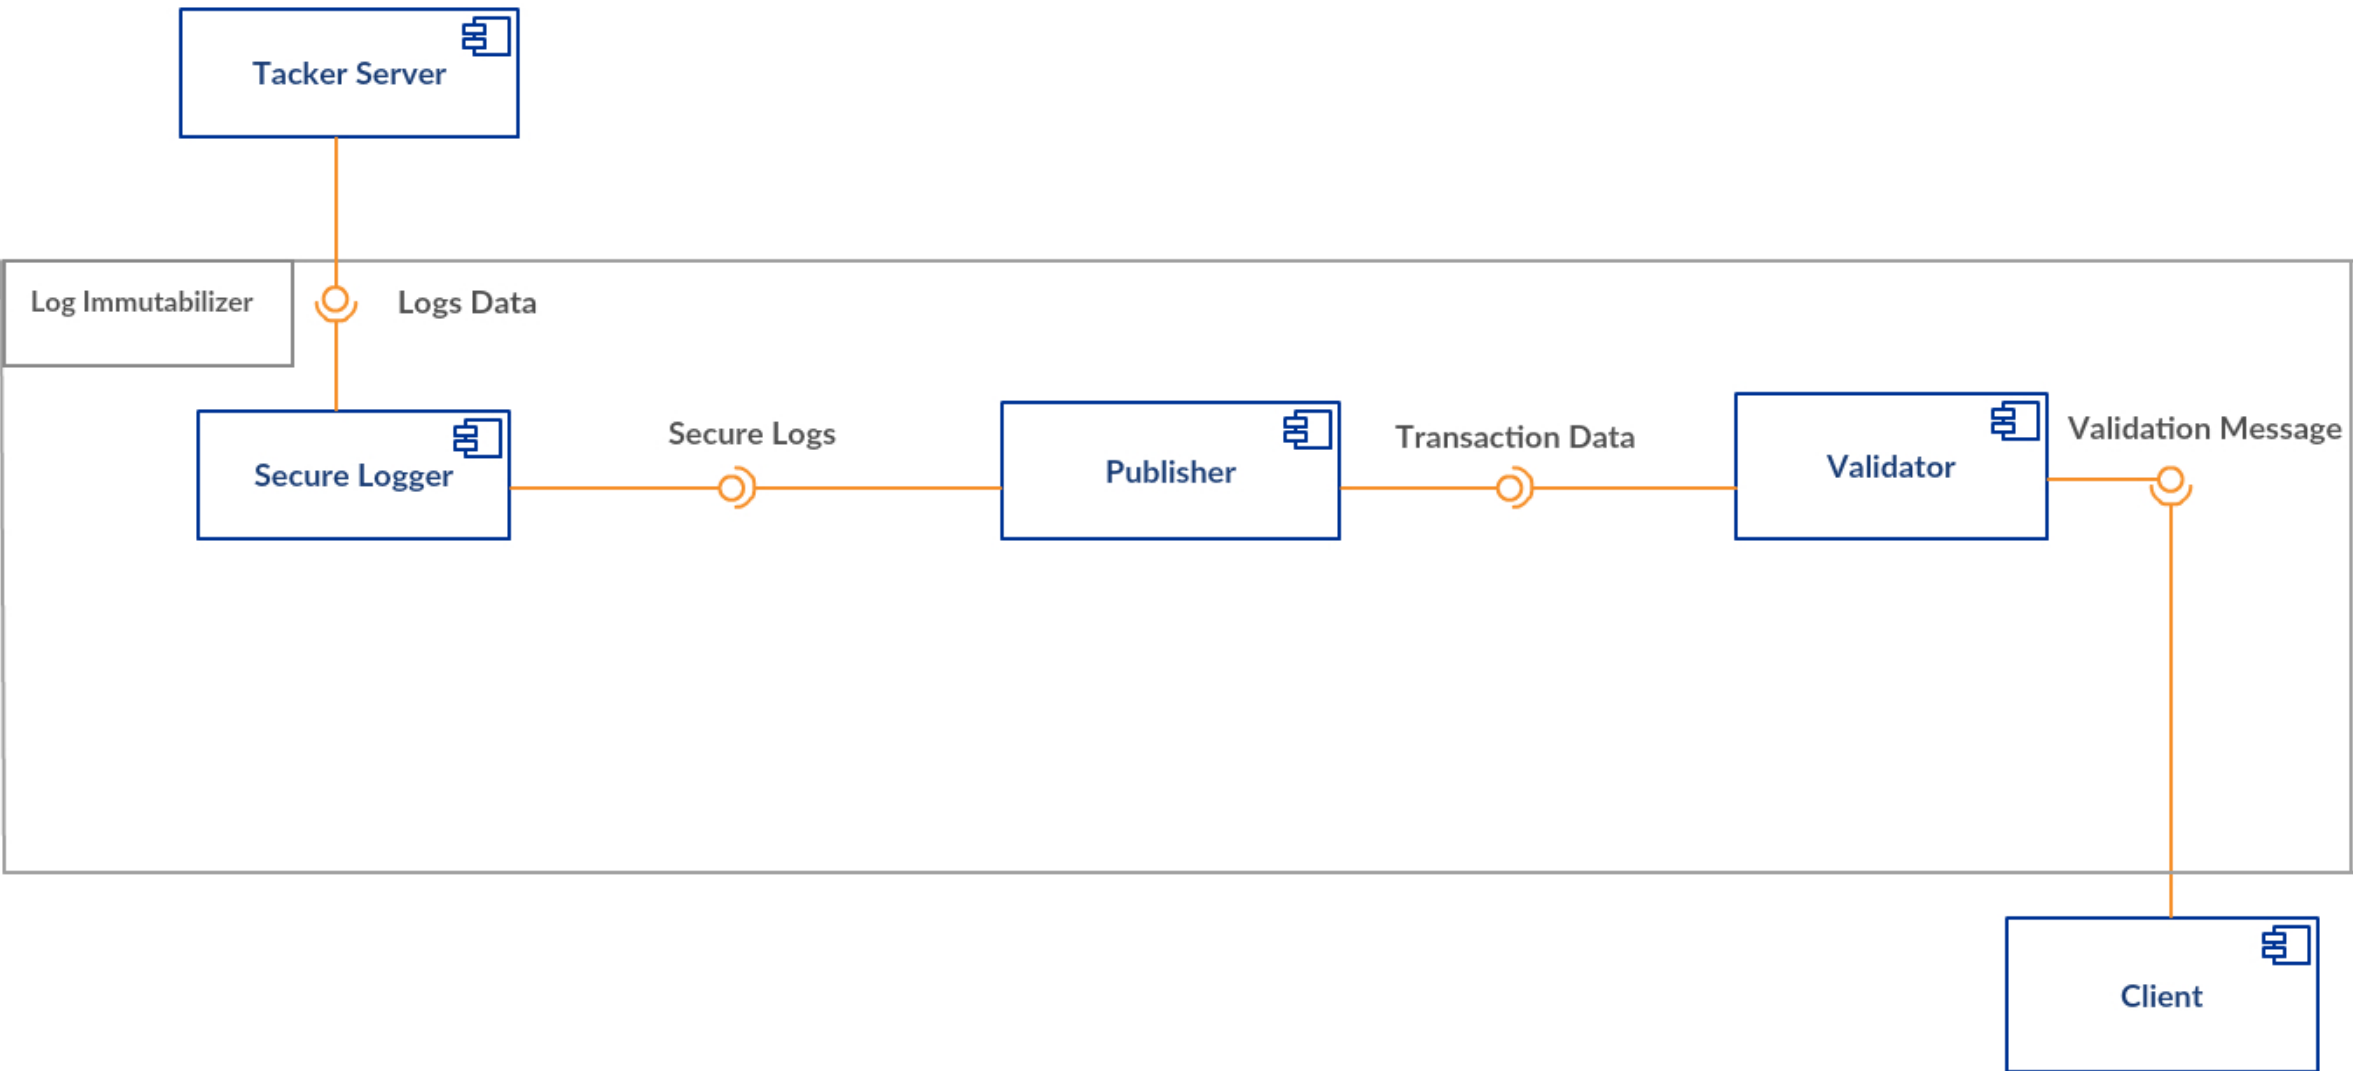 Tacker Server
Log Immutabilizer
Logs Data
Secure Logger
Secure Logs
Publisher
Transaction Data
Validator
Validation Message
Client